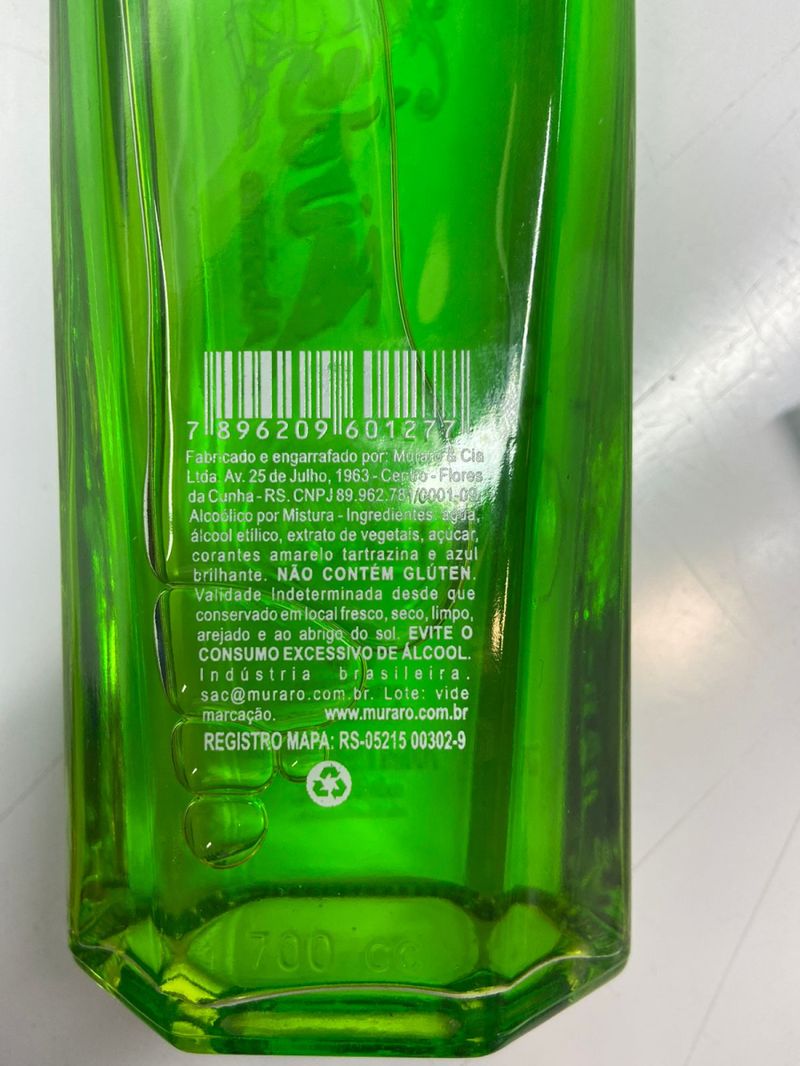 7 896209 601277
Fabricado e engarrafado por: Muraro & Cia
Ltda. Av. 25 de Julho, 1963 - Centro - Flores
da Cunha - RS. CNPJ 89.962.781/0001-09
Alcoólico por Mistura - Ingredientes: água,
álcool etílico, extrato de vegetais, açúcar,
corantes amarelo tartrazina e azul
brilhante. NÃO CONTÉM GLÚTEN.
Validade Indeterminada desde que
conservado em local fresco, seco, limpo,
arejado e ao abrigo do sol. EVITE O
CONSUMO EXCESSIVO DE ÁLCOOL.
Indústria brasileira.
sac@muraro.com.br. Lote: vide
marcação. www.muraro.com.br
REGISTRO MAPA: RS-05215 00302-9
700 cc